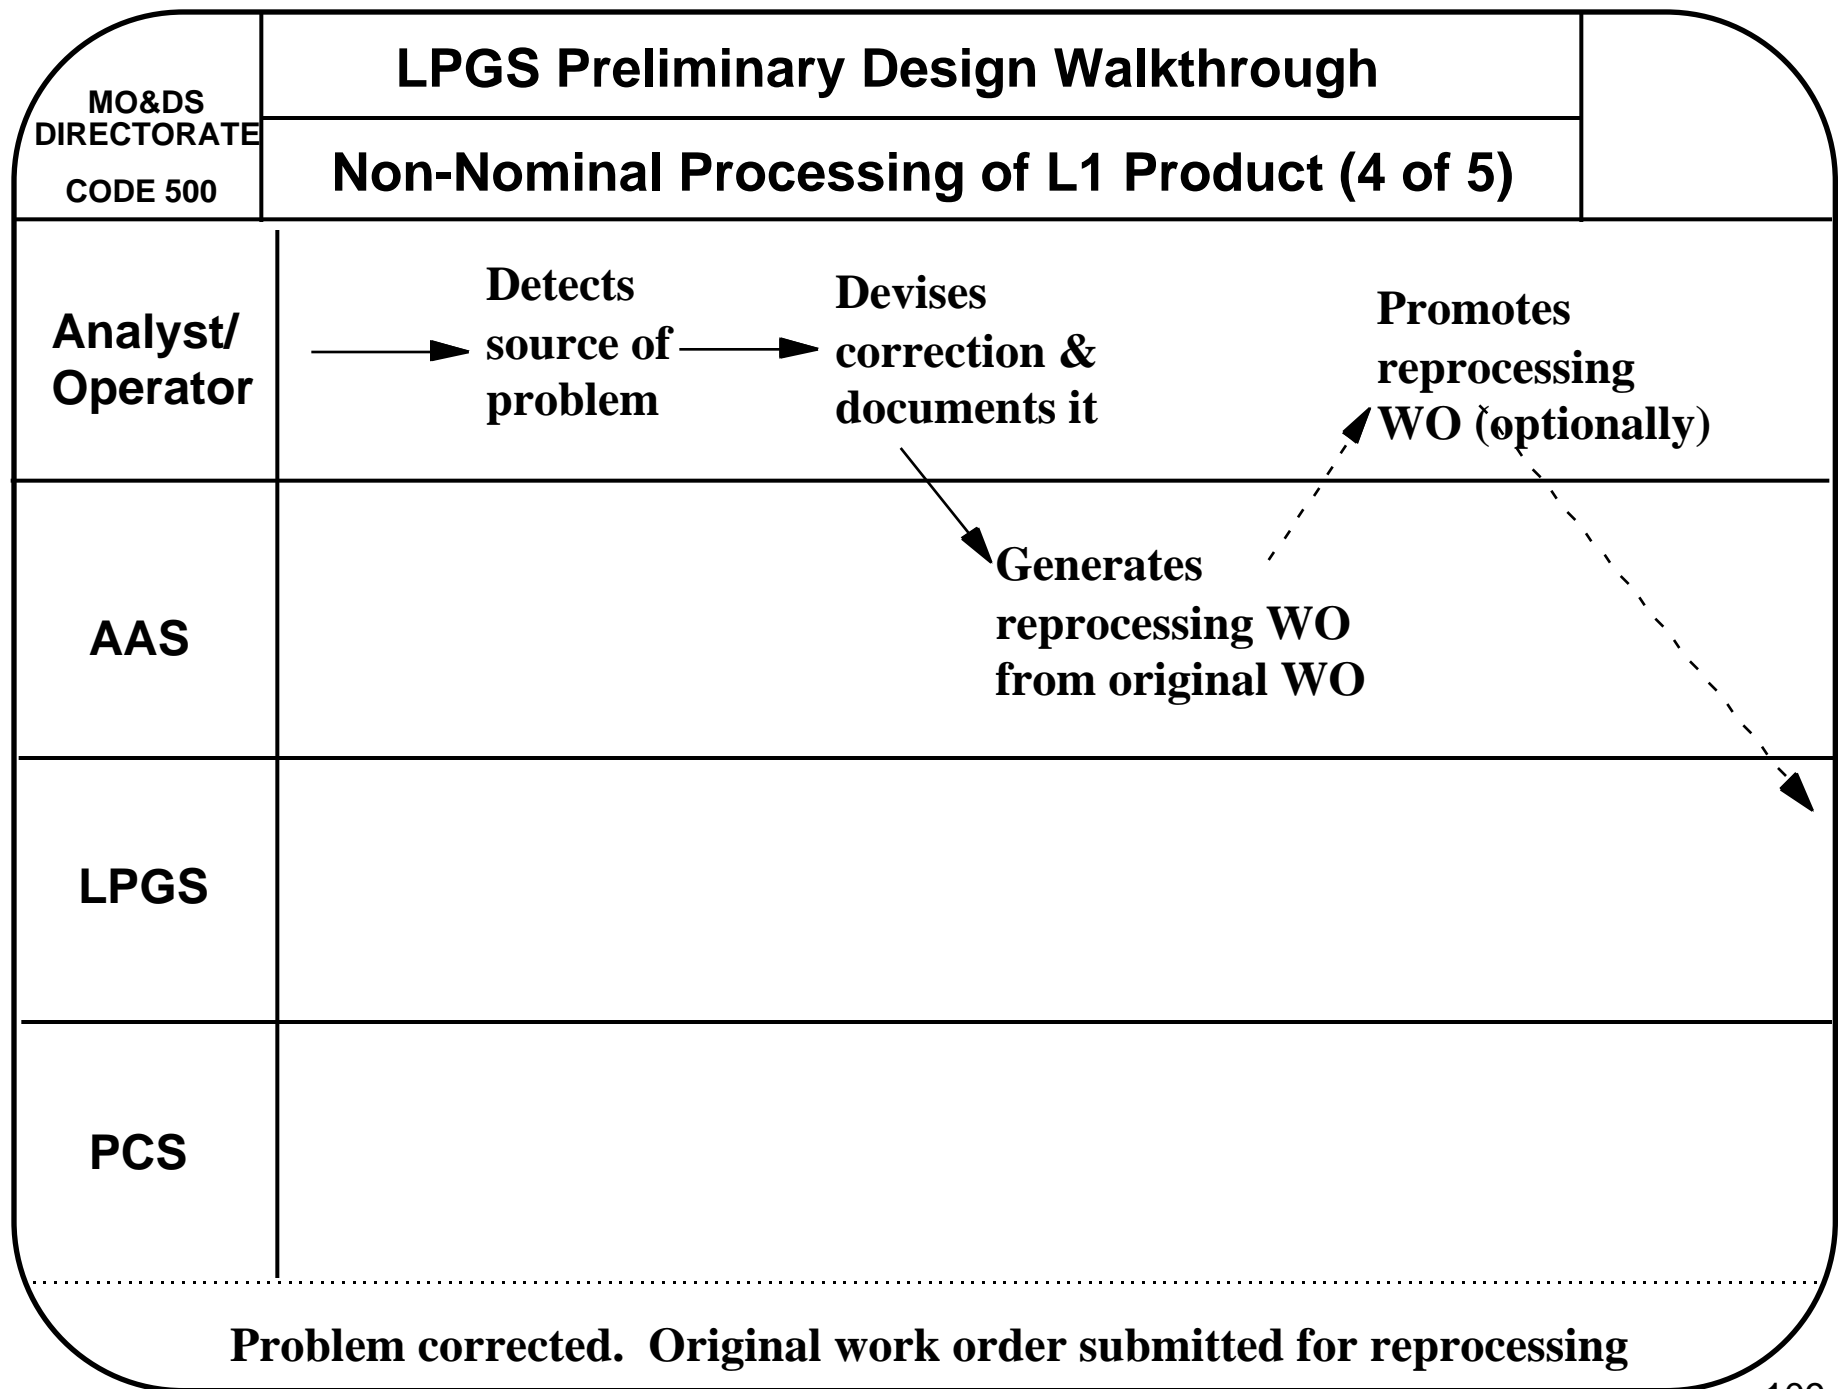 MO&DS
DIRECTORATE
CODE 500
LPGS Preliminary Design Walkthrough
Non-Nominal Processing of L1 Product (4 of 5)
Analyst/
Operator
Detects
source of
problem
Devises
correction &
documents it
Promotes
reprocessing
WO (optionally)
AAS
Generates
reprocessing WO
from original WO
LPGS
PCS
Problem corrected.  Original work order submitted for reprocessing